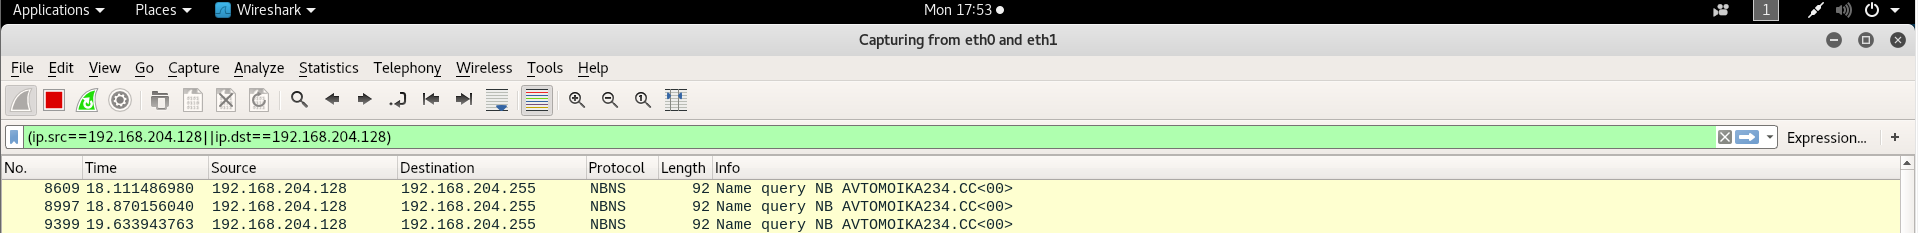 Applications Places Wireshark Mon 17:53 1
Capturing from eth0 and eth1
File Edit View Go Capture Analyze Statistics Telephony Wireless Tools Help
(ip.src==192.168.204.128||ip.dst==192.168.204.128) Expression... +
No. Time Source Destination Protocol Length Info
8609 18.111486980 192.168.204.128 192.168.204.255 NBNS 92 Name query NB AVTOMOIKA234.CC<00>
8997 18.870156040 192.168.204.128 192.168.204.255 NBNS 92 Name query NB AVTOMOIKA234.CC<00>
9399 19.633943763 192.168.204.128 192.168.204.255 NBNS 92 Name query NB AVTOMOIKA234.CC<00>